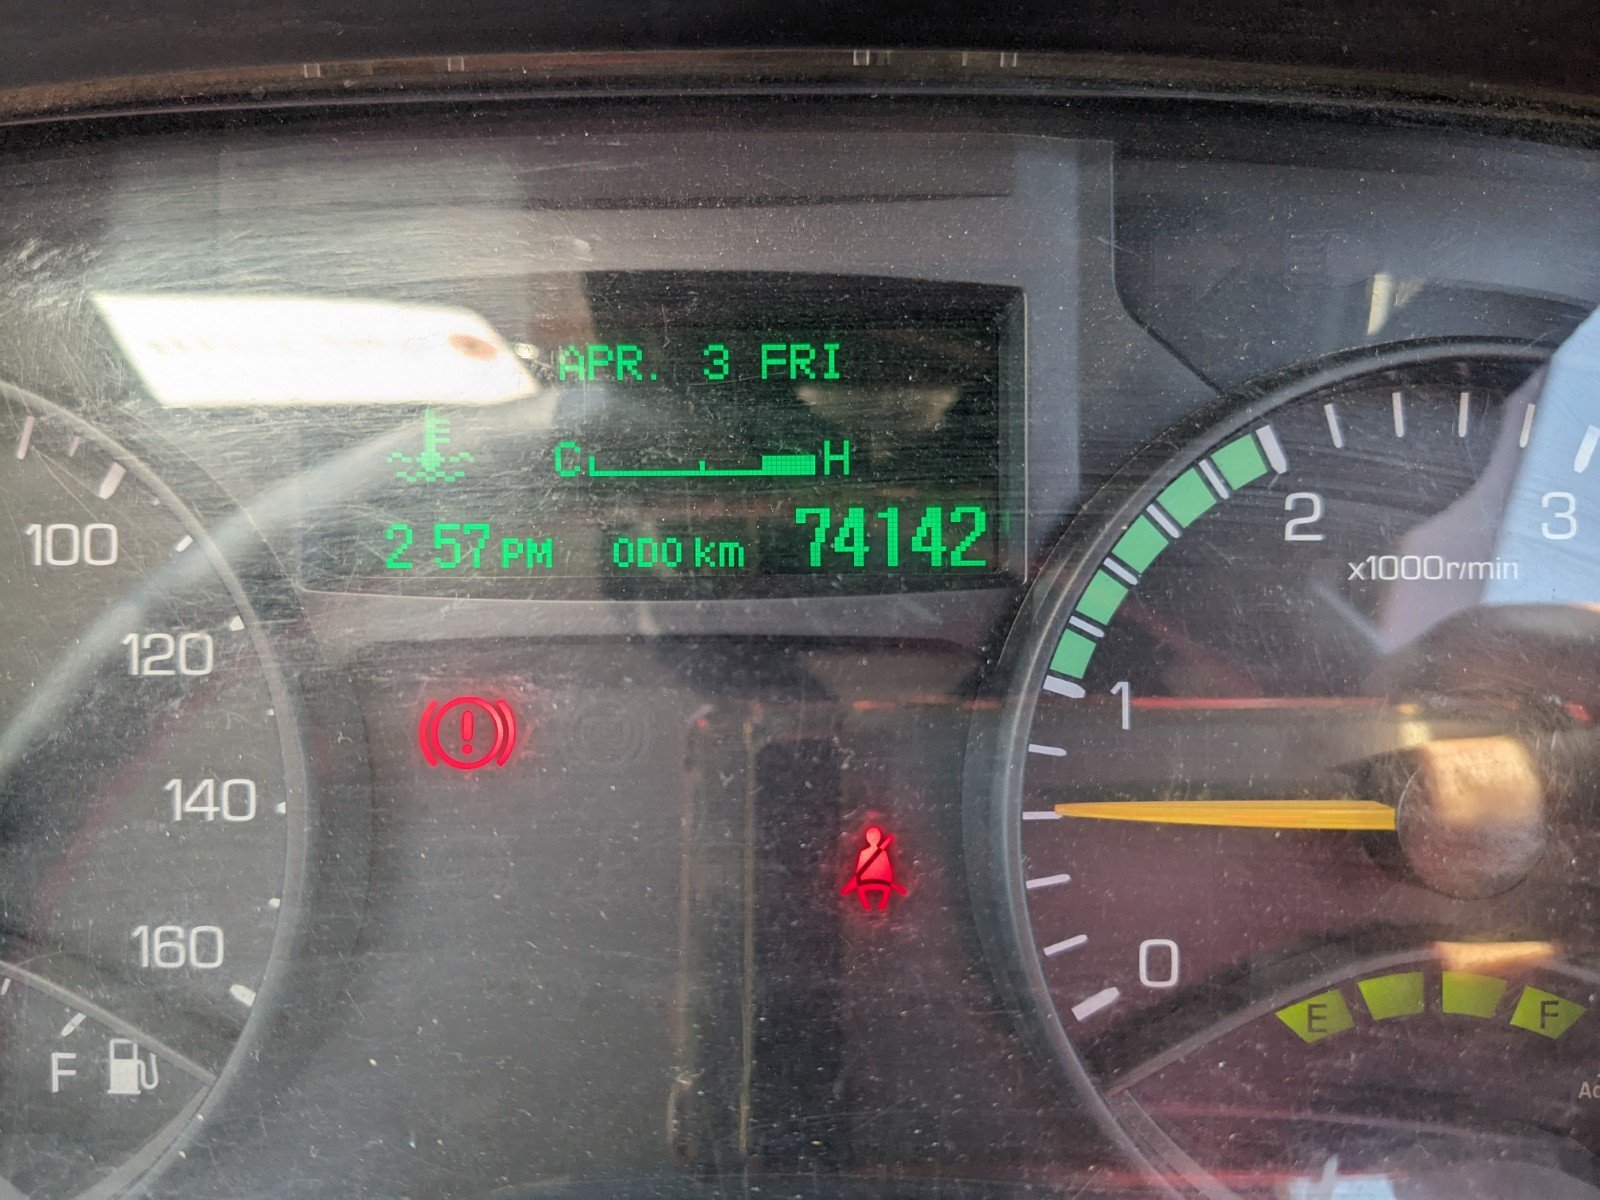 APR. 3 FRI
C H
2 57 PM ODO km 74142
100
120
140
160
F
1
2
3
x1000r/min
0
E F